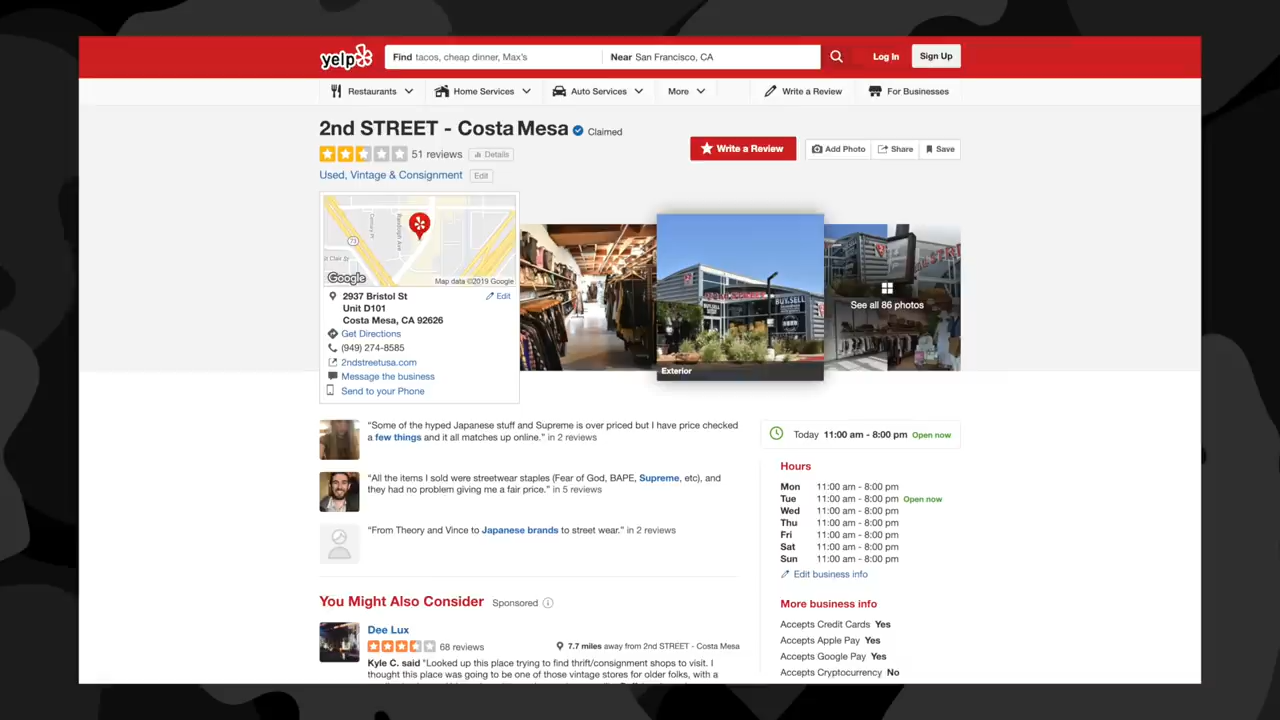 yelp
Find tacos, cheap dinner, Max's
Near San Francisco, CA
Log In
Sign Up
Restaurants
Home Services
Auto Services
More
Write a Review
For Businesses
2nd STREET - Costa Mesa
Claimed
51 reviews
Details
Used, Vintage & Consignment
Edit
Write a Review
Add Photo
Share
Save
73
St Clair St
Randolph Ave
Century Pl
Google
Map data ©2019 Google
2937 Bristol St
Unit D101
Costa Mesa, CA 92626
Edit
Get Directions
(949) 274-8585
2ndstreetusa.com
Message the business
Send to your Phone
BUY.SELL
Exterior
See all 86 photos
“Some of the hyped Japanese stuff and Supreme is over priced but I have price checked
a few things and it all matches up online.” in 2 reviews
“All the items I sold were streetwear staples (Fear of God, BAPE, Supreme, etc), and
they had no problem giving me a fair price.” in 5 reviews
“From Theory and Vince to Japanese brands to street wear.” in 2 reviews
Today 11:00 am - 8:00 pm Open now
Hours
Mon 11:00 am - 8:00 pm
Tue 11:00 am - 8:00 pm Open now
Wed 11:00 am - 8:00 pm
Thu 11:00 am - 8:00 pm
Fri 11:00 am - 8:00 pm
Sat 11:00 am - 8:00 pm
Sun 11:00 am - 8:00 pm
Edit business info
More business info
Accepts Credit Cards Yes
Accepts Apple Pay Yes
Accepts Google Pay Yes
Accepts Cryptocurrency No
You Might Also Consider
Sponsored
Dee Lux
68 reviews
7.7 miles away from 2nd STREET - Costa Mesa
Kyle C. said "Looked up this place trying to find thrift/consignment shops to visit. I
thought this place was going to be one of those vintage stores for older folks, with a